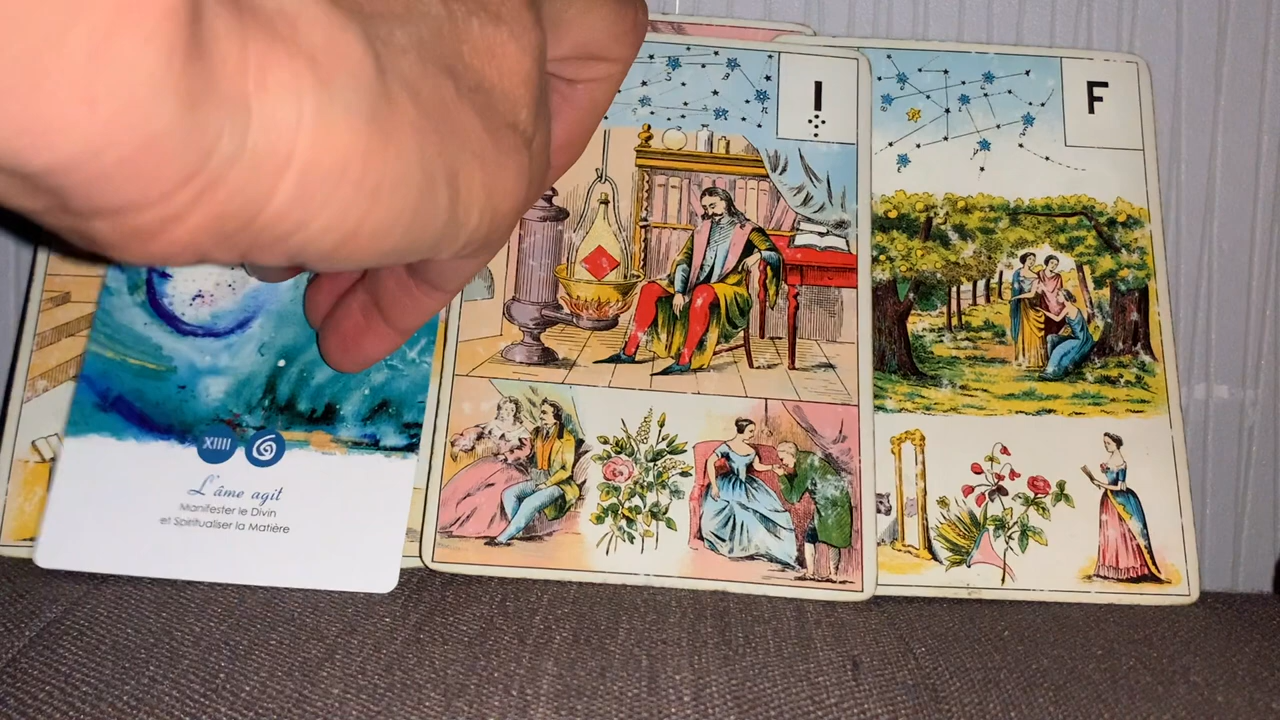 XIIII
L'âme agit
Manifester le Divin
et Spiritualiser la Matière
I
F